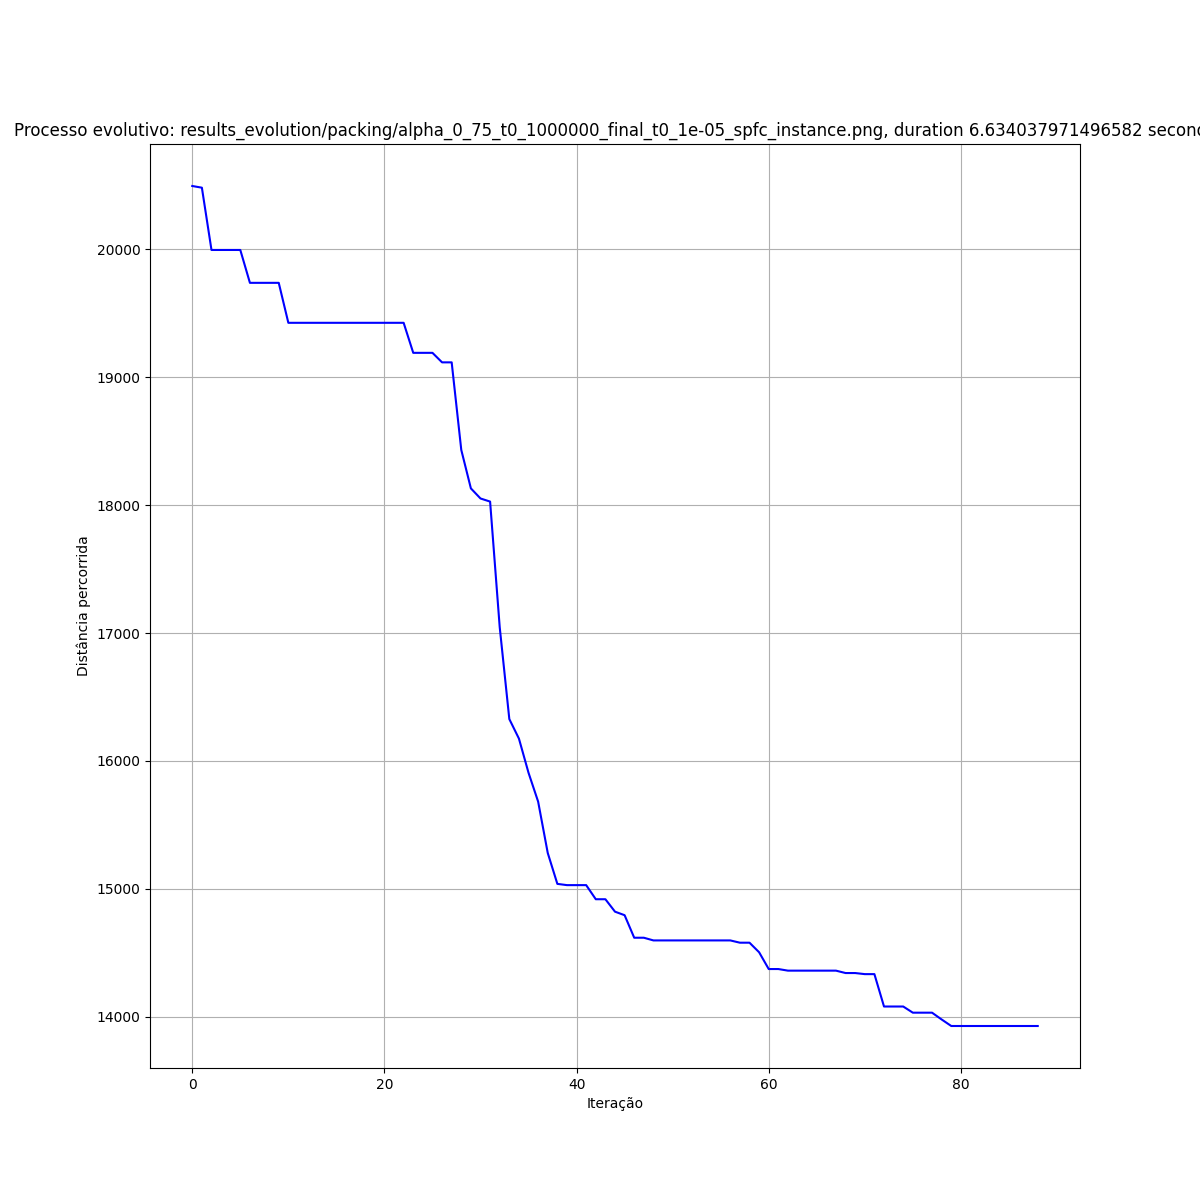 Processo evolutivo: results_evolution/packing/alpha_0_75_t0_1000000_final_t0_1e-05_spfc_instance.png, duration 6.634037971496582 secon
20000
19000
18000
17000
16000
15000
14000
Distância percorrida
0 20 40 60 80
Iteração